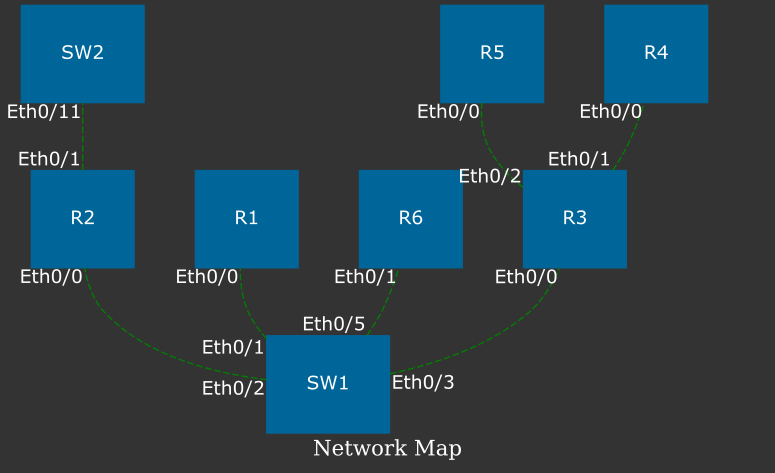 SW2
R5
R4
Eth0/11
Eth0/0
Eth0/0
Eth0/1
Eth0/2
Eth0/1
R2
R1
R6
R3
Eth0/0
Eth0/0
Eth0/1
Eth0/0
Eth0/5
Eth0/1
Eth0/2
SW1
Eth0/3
Network Map